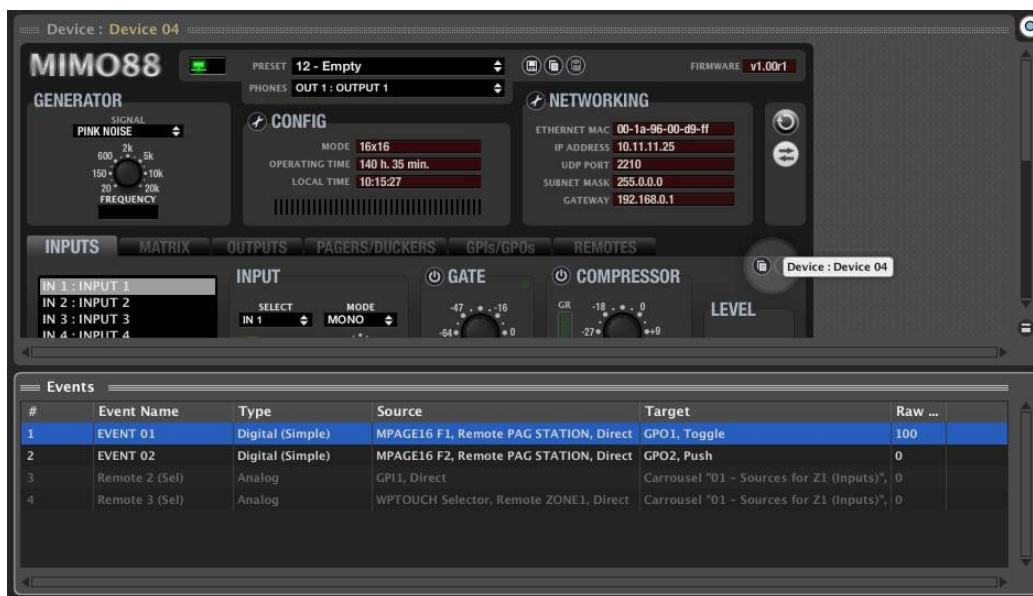 Device : Device 04
MIMO88
PRESET 12 - Empty
FIRMWARE v1.00r1
PHONES OUT 1 : OUTPUT 1
GENERATOR
SIGNAL
PINK NOISE
600 2k 5k
150 10k
20 20k
FREQUENCY
CONFIG
MODE 16x16
OPERATING TIME 140 h. 35 min.
LOCAL TIME 10:15:27
NETWORKING
ETHERNET MAC 00-1a-96-00-d9-ff
IP ADDRESS 10.11.11.25
UDP PORT 2210
SUBNET MASK 255.0.0.0
GATEWAY 192.168.0.1
INPUTS MATRIX OUTPUTS PAGERS/DUCKERS GPIs/GPOs REMOTES
Device : Device 04
IN 1 : INPUT 1
IN 2 : INPUT 2
IN 3 : INPUT 3
IN 4 : INPUT 4
INPUT
SELECT MODE
IN 1 MONO
GATE
-47 -16
-64 0
COMPRESSOR
GR -18 0
-27 +9
LEVEL
Events
# Event Name Type Source Target Raw ...
1 EVENT 01 Digital (Simple) MPAGE16 F1, Remote PAG STATION, Direct GPO1, Toggle 100
2 EVENT 02 Digital (Simple) MPAGE16 F2, Remote PAG STATION, Direct GPO2, Push 0
3 Remote 2 (Sel) Analog GPI1, Direct Carrousel "01 - Sources for Z1 (Inputs)", 0
4 Remote 3 (Sel) Analog WPTOUCH Selector, Remote ZONE1, Direct Carrousel "01 - Sources for Z1 (Inputs)", 0